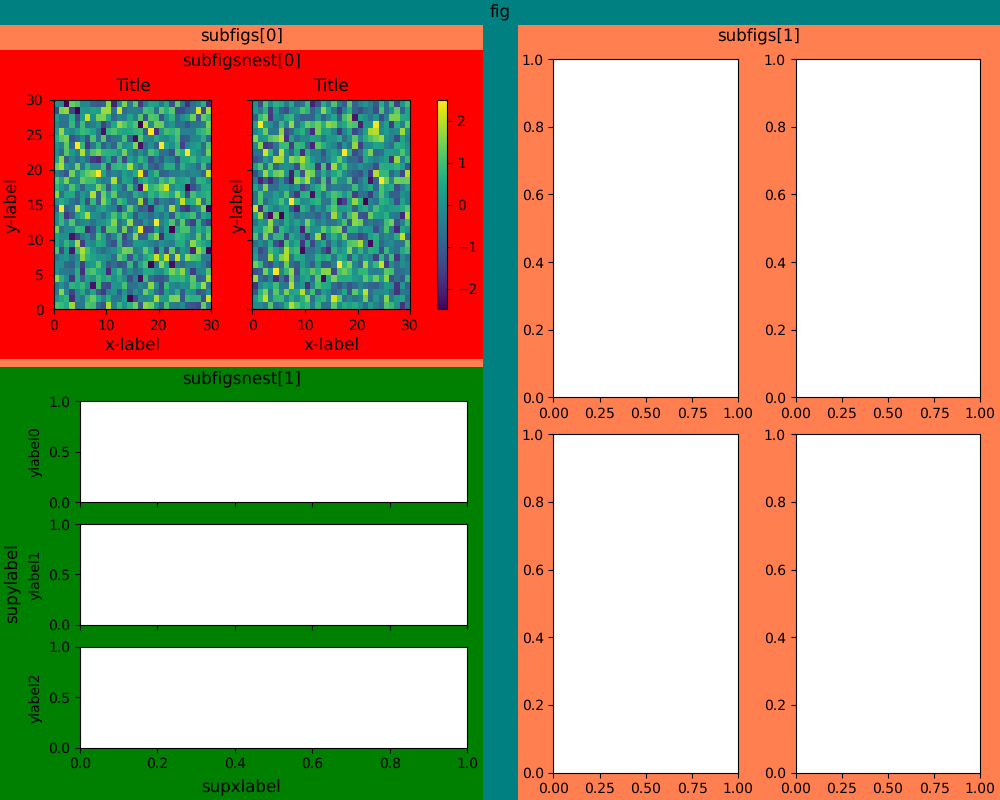 fig
subfigs[0]
subfigsnest[0]
Title Title
30
25
20
15
10
5
0
y-label
y-label
2
1
0
−1
−2
0 10 20 30 0 10 20 30
x-label x-label
subfigsnest[1]
supylabel
ylabel0
1.0
0.5
0.0
ylabel1
1.0
0.5
0.0
ylabel2
1.0
0.5
0.0
0.0 0.2 0.4 0.6 0.8 1.0
supxlabel
subfigs[1]
1.0 1.0
0.8 0.8
0.6 0.6
0.4 0.4
0.2 0.2
0.0 0.0
0.00 0.25 0.50 0.75 1.00 0.00 0.25 0.50 0.75 1.00
1.0 1.0
0.8 0.8
0.6 0.6
0.4 0.4
0.2 0.2
0.0 0.0
0.00 0.25 0.50 0.75 1.00 0.00 0.25 0.50 0.75 1.00